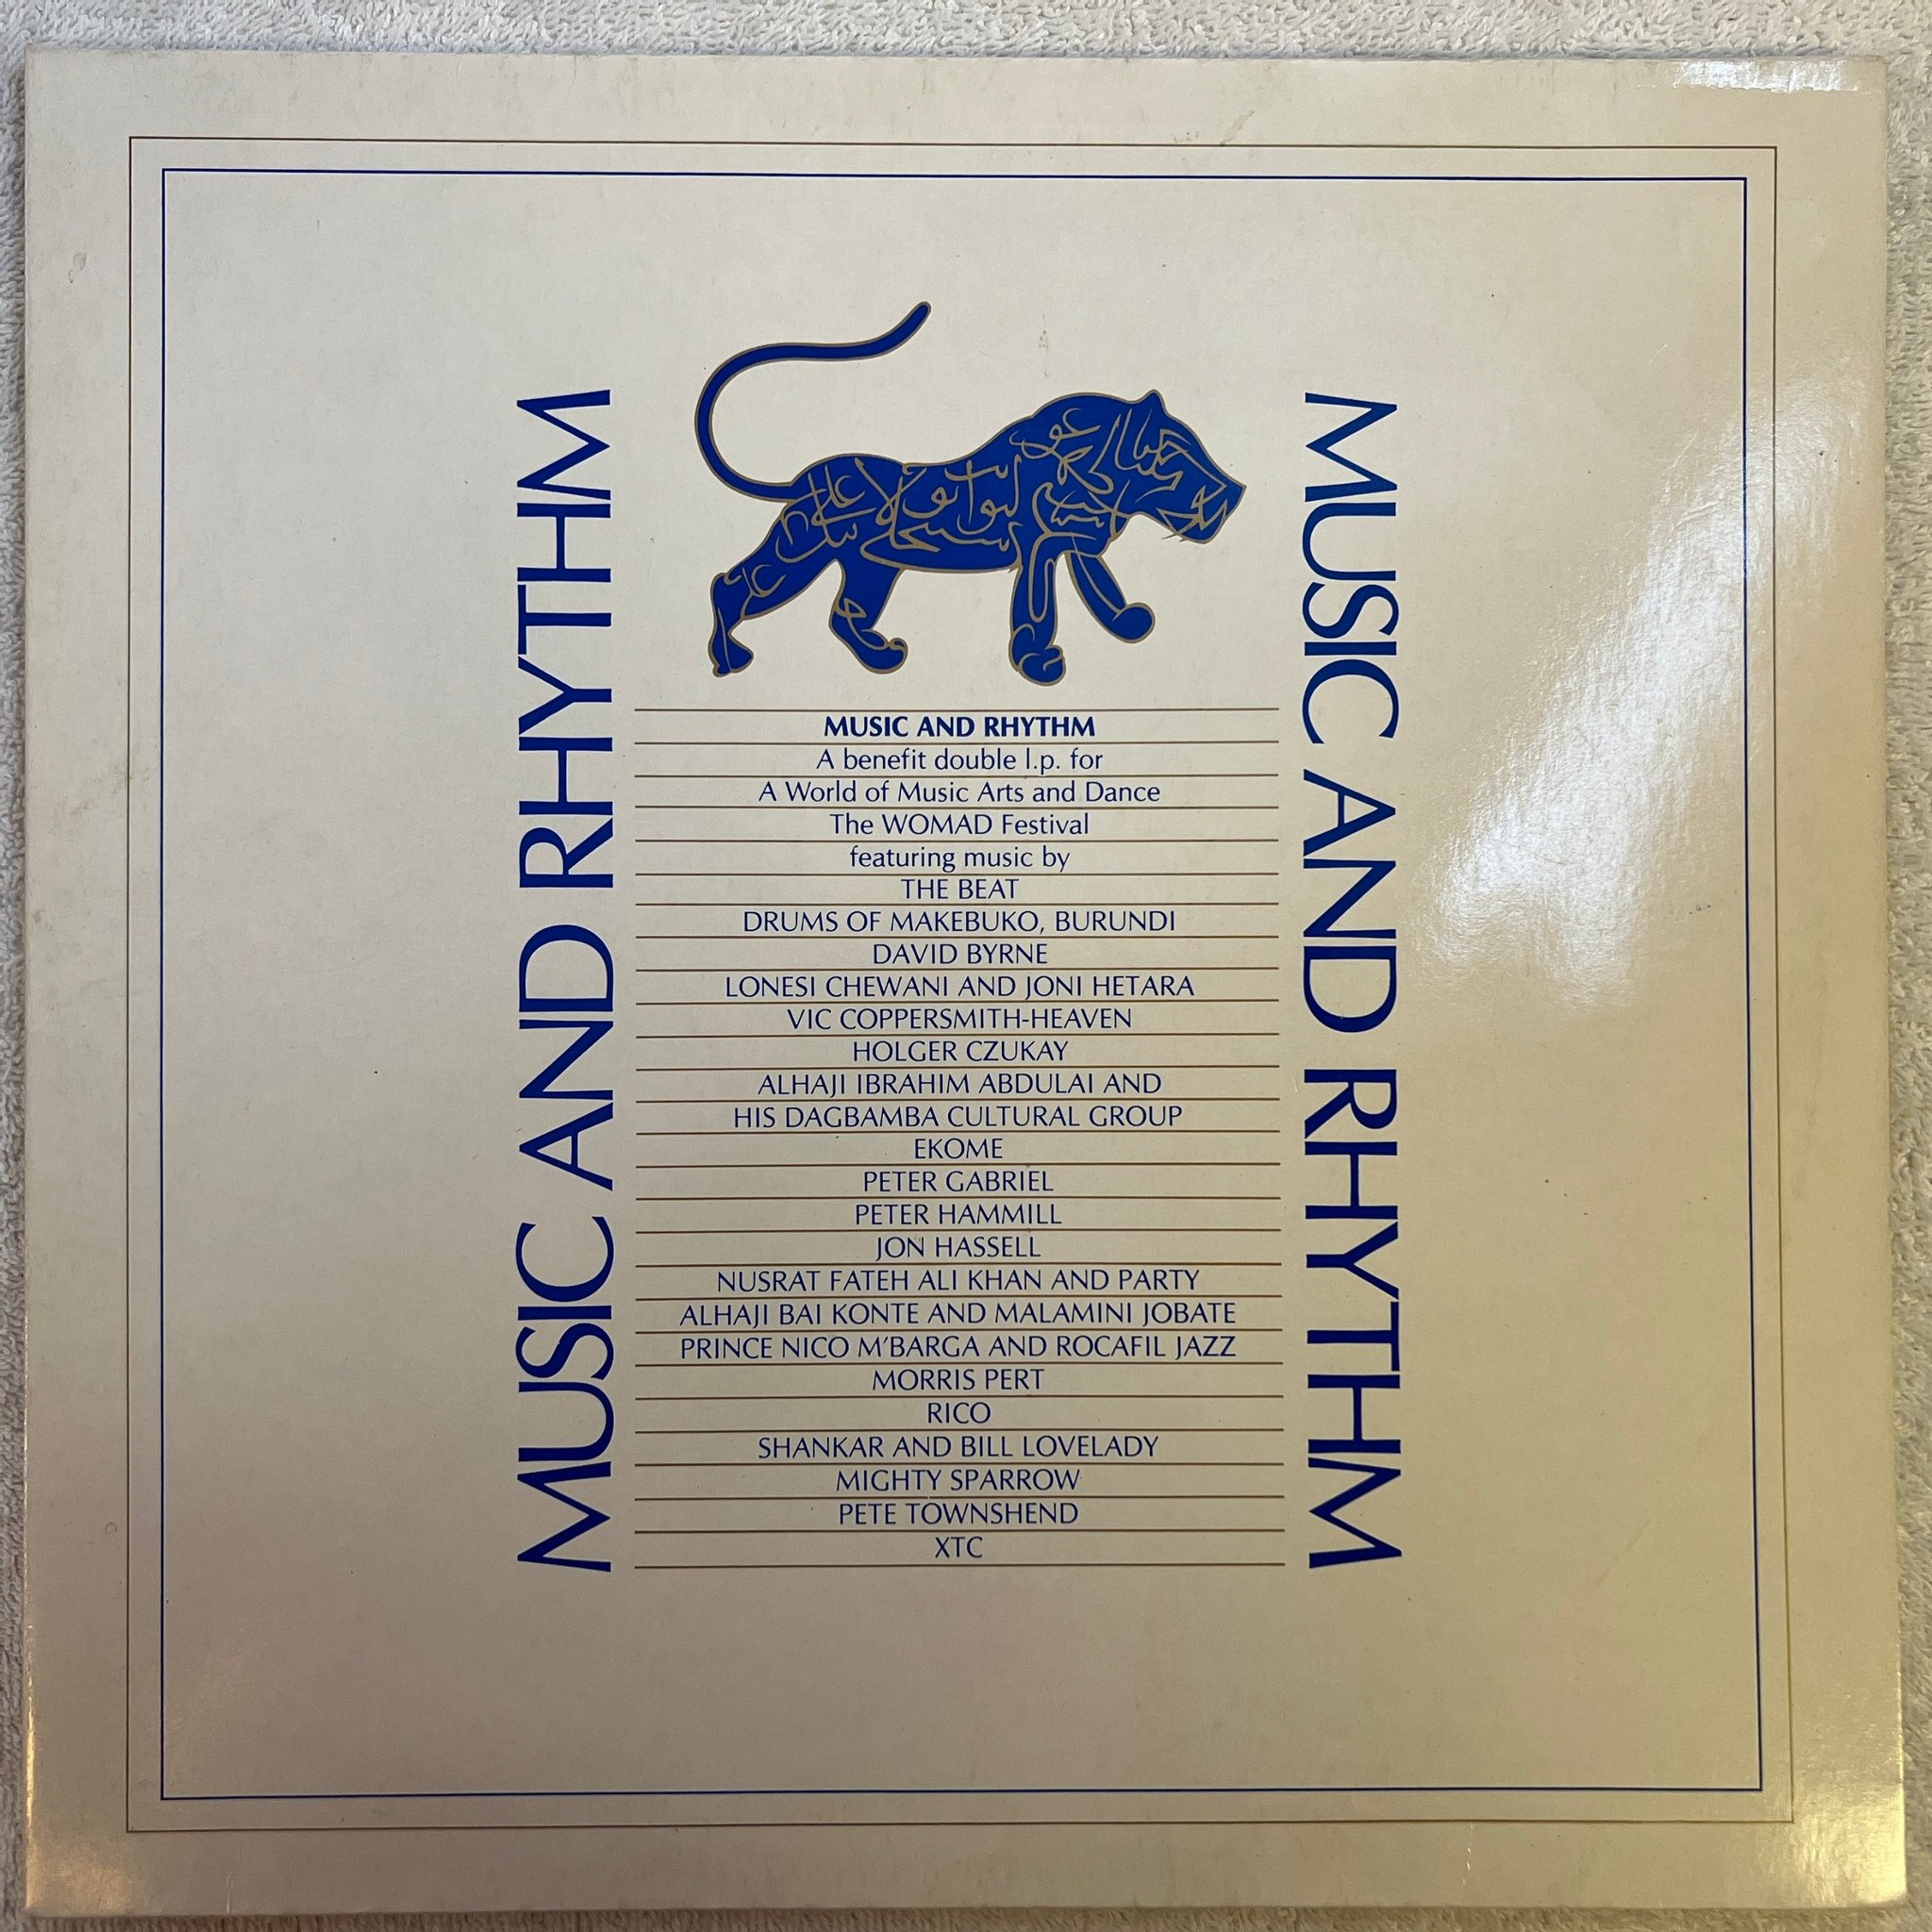 MUSIC AND RHYTHM
MUSIC AND RHYTHM
A benefit double l.p. for
A World of Music Arts and Dance
The WOMAD Festival
featuring music by
THE BEAT
DRUMS OF MAKEBUKO, BURUNDI
DAVID BYRNE
LONESI CHEWANI AND JONI HETARA
VIC COPPERSMITH-HEAVEN
HOLGER CZUKAY
ALHAJI IBRAHIM ABDULAI AND
HIS DAGBAMBA CULTURAL GROUP
EKOME
PETER GABRIEL
PETER HAMMILL
JON HASSELL
NUSRAT FATEH ALI KHAN AND PARTY
ALHAJI BAI KONTE AND MALAMINI JOBATE
PRINCE NICO M'BARGA AND ROCAFIL JAZZ
MORRIS PERT
RICO
SHANKAR AND BILL LOVELADY
MIGHTY SPARROW
PETE TOWNSHEND
XTC
MUSIC AND RHYTHM